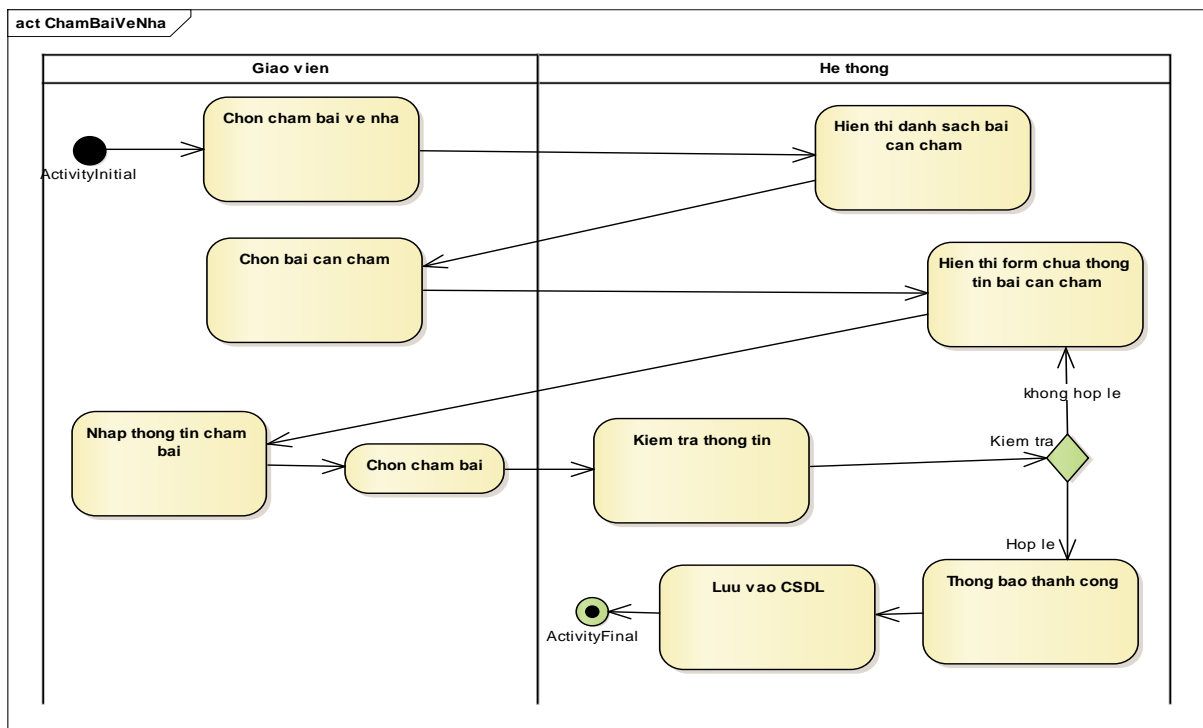 act ChamBaiVeNha
Giao vien
He thong
Chon cham bai ve nha
Hien thi danh sach bai
can cham
ActivityInitial
Chon bai can cham
Hien thi form chua thong
tin bai can cham
khong hop le
Nhap thong tin cham
bai
Chon cham bai
Kiem tra thong tin
Kiem tra
Hop le
Luu vao CSDL
Thong bao thanh cong
ActivityFinal